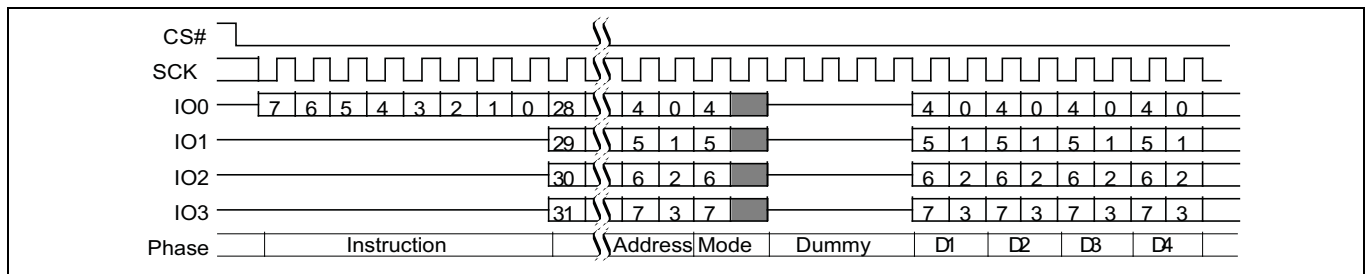 CS#
SCK
IO0 7 6 5 4 3 2 1 0 28 4 0 4 4 0 4 0 4 0 4 0
IO1 29 5 1 5 5 1 5 1 5 1 5 1
IO2 30 6 2 6 6 2 6 2 6 2 6 2
IO3 31 7 3 7 7 3 7 3 7 3 7 3
Phase Instruction Address Mode Dummy D1 D2 D3 D4